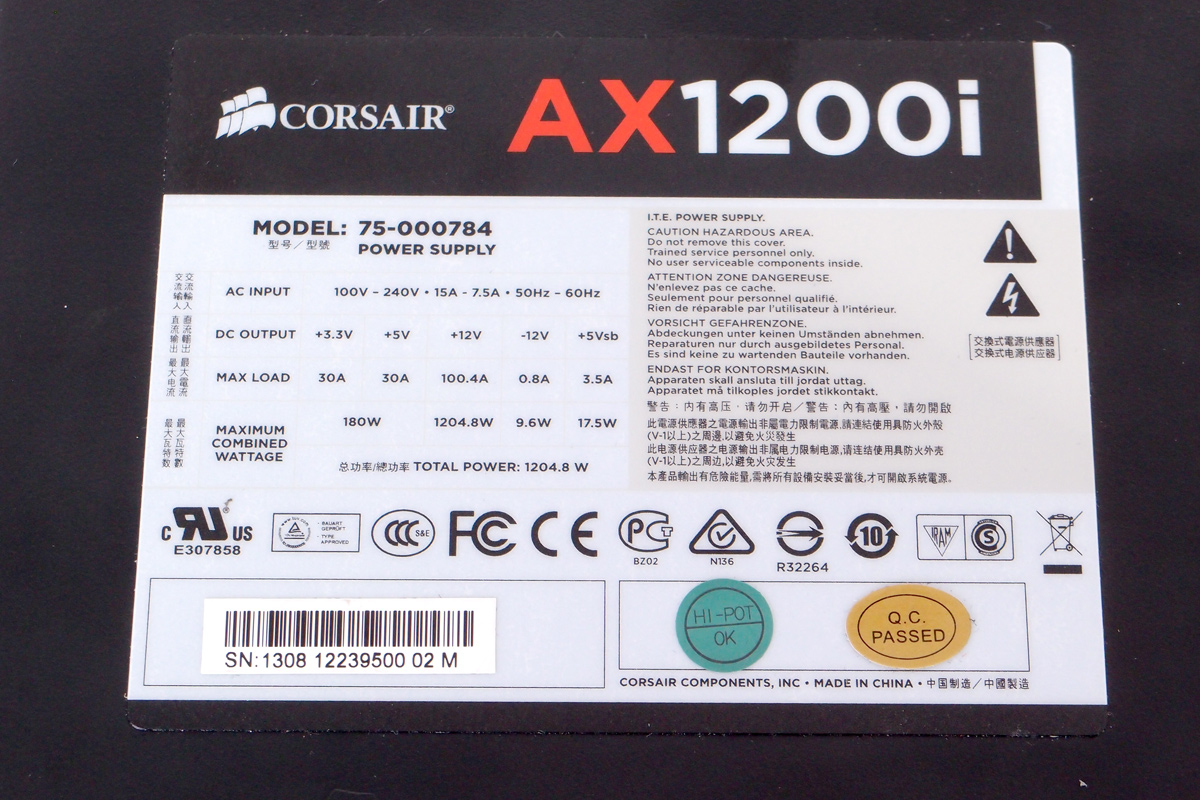 CORSAIR®
AX1200i
MODEL: 75-000784
型号／型號 POWER SUPPLY
交流输入 交流輸入 AC INPUT 100V – 240V • 15A - 7.5A • 50Hz – 60Hz
直流输出 直流輸出 DC OUTPUT +3.3V +5V +12V -12V +5Vsb
最大电流 最大電流 MAX LOAD 30A 30A 100.4A 0.8A 3.5A
最大瓦特数 最大瓦特數 MAXIMUM COMBINED WATTAGE 180W 1204.8W 9.6W 17.5W
总功率/總功率 TOTAL POWER: 1204.8 W
I.T.E. POWER SUPPLY.
CAUTION HAZARDOUS AREA.
Do not remove this cover.
Trained service personnel only.
No user serviceable components inside.
ATTENTION ZONE DANGEREUSE.
N'enlevez pas ce cache.
Seulement pour personnel qualifié.
Rien de réparable par l'utilisateur à l'intérieur.
VORSICHT GEFAHRENZONE.
Abdeckungen unter keinen Umständen abnehmen.
Reparaturen nur durch ausgebildetes Personal.
Es sind keine zu wartenden Bauteile vorhanden.
ENDAST FOR KONTORSMASKIN.
Apparaten skall ansluta till jordat uttag.
Apparatet må tilkoples jordet stikkontakt.
警告：内有高压，请勿开启／警告：內有高壓，請勿開啟
此電源供應器之電源輸出非屬電力限制電源,請連結使用具防火外殼
(V-1以上)之周邊,以避免火災發生
此电源供应器之电源输出非属电力限制电源,请连结使用具防火外壳
(V-1以上)之周边,以避免火灾发生
本產品輸出有危險能量,需將所有設備安裝妥當後,才可開啟系統電源。
交換式電源供應器
交换式电源供应器
c RU® US
E307858
BAUART GEPRÜFT
TYPE APPROVED
CCC S&E
FC
CE
PCT
BZ02
N136
R32264
10
IRAM
S
SN:1308 12239500 02 M
HI-POT
OK
Q.C.
PASSED
CORSAIR COMPONENTS, INC • MADE IN CHINA • 中国制造／中國製造